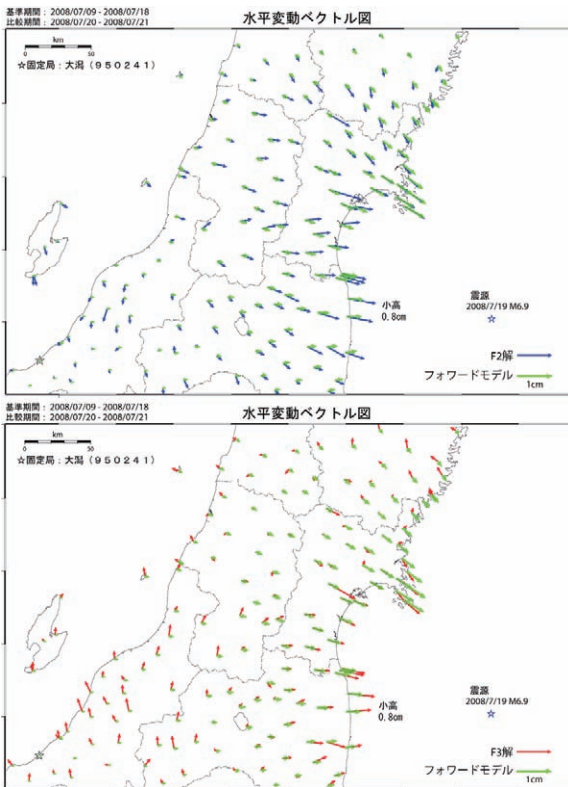 基準期間：2008/07/09 - 2008/07/18
比較期間：2008/07/20 - 2008/07/21
水平変動ベクトル図
km
0 50
☆固定局：大潟（950241）
小高
0.8cm
震源
2008/7/19 M6.9
F2解
フォワードモデル
1cm
基準期間：2008/07/09 - 2008/07/18
比較期間：2008/07/20 - 2008/07/21
水平変動ベクトル図
km
0 50
☆固定局：大潟（950241）
小高
0.8cm
震源
2008/7/19 M6.9
F3解
フォワードモデル
1cm